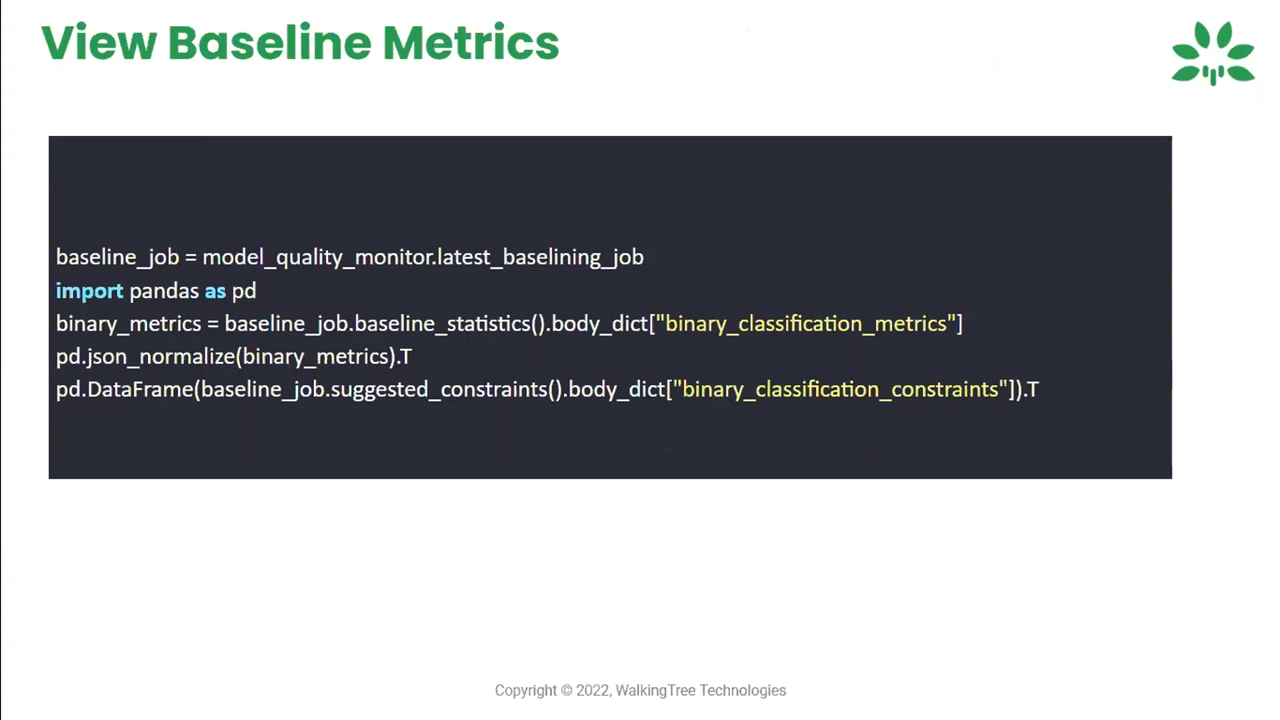 View Baseline Metrics
baseline_job = model_quality_monitor.latest_baselining_job
import pandas as pd
binary_metrics = baseline_job.baseline_statistics().body_dict["binary_classification_metrics"]
pd.json_normalize(binary_metrics).T
pd.DataFrame(baseline_job.suggested_constraints().body_dict["binary_classification_constraints"]).T
Copyright © 2022, WalkingTree Technologies